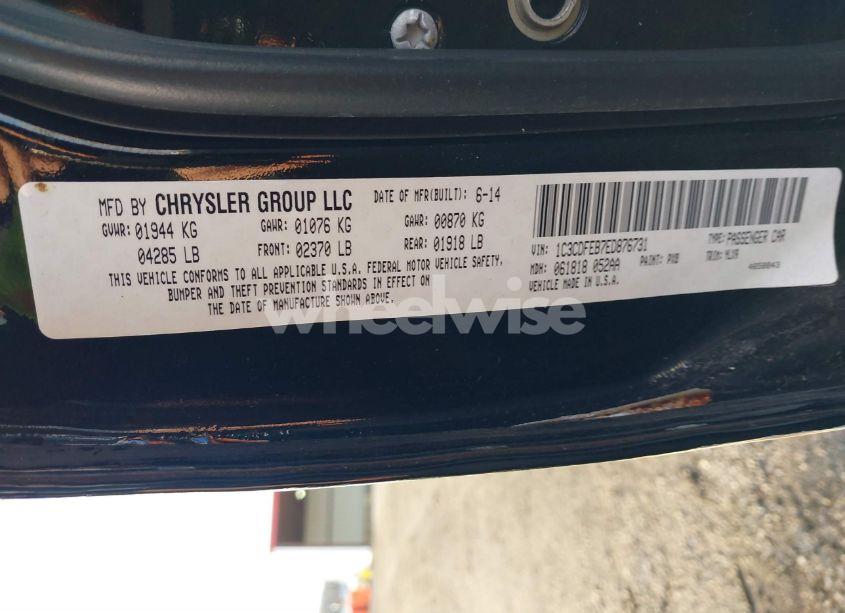 MFD BY CHRYSLER GROUP LLC DATE OF MFR(BUILT): 6-14
GVWR: 01944 KG GAWR: 01076 KG GAWR: 00870 KG
04285 LB FRONT: 02370 LB REAR: 01918 LB
THIS VEHICLE CONFORMS TO ALL APPLICABLE U.S.A. FEDERAL MOTOR VEHICLE SAFETY,
BUMPER AND THEFT PREVENTION STANDARDS IN EFFECT ON
THE DATE OF MANUFACTURE SHOWN ABOVE.
VIN: 1C3CDFEB7ED876731 TYPE: PASSENGER CAR
MDH: 061818 052AA PAINT: PXB TRIM: MLX9
VEHICLE MADE IN U.S.A. 4650843
wheelwise